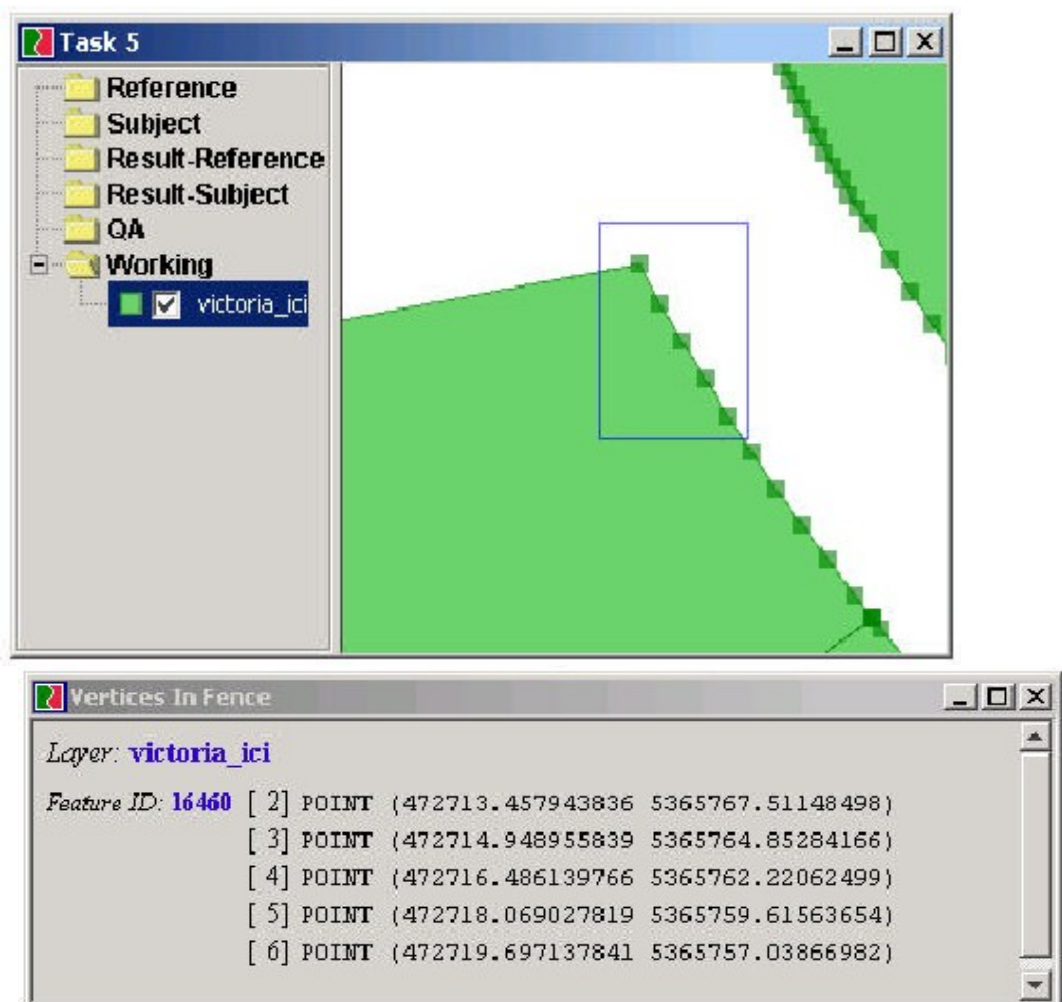 Task 5
Reference
Subject
Result-Reference
Result-Subject
QA
Working
victoria_ici
Vertices In Fence
Layer: victoria_ici
Feature ID: 16460 [ 2] POINT (472713.457943836 5365767.51148498)
[ 3] POINT (472714.948955839 5365764.85284166)
[ 4] POINT (472716.486139766 5365762.22062499)
[ 5] POINT (472718.069027819 5365759.61563654)
[ 6] POINT (472719.697137841 5365757.03866982)